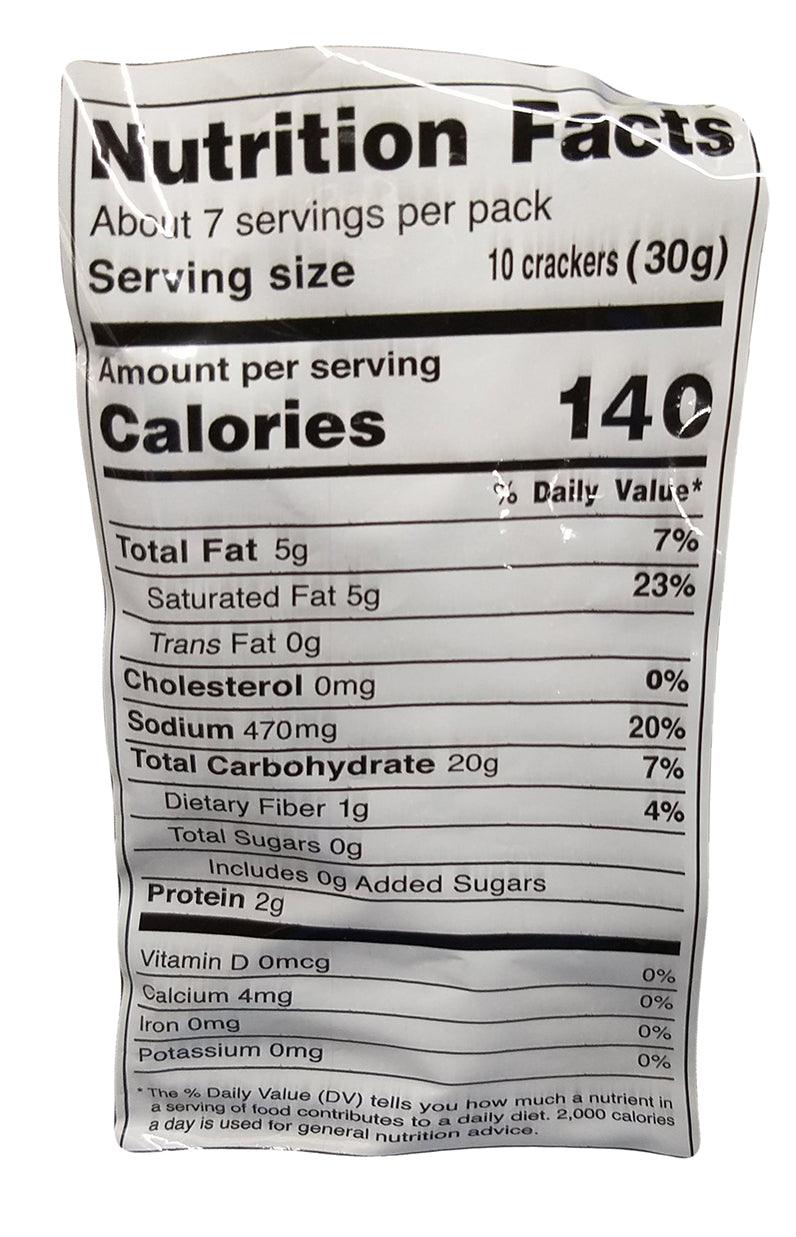 Nutrition Facts
About 7 servings per pack
Serving size 10 crackers (30g)
Amount per serving
Calories 140
% Daily Value*
Total Fat 5g 7%
Saturated Fat 5g 23%
Trans Fat 0g
Cholesterol 0mg 0%
Sodium 470mg 20%
Total Carbohydrate 20g 7%
Dietary Fiber 1g 4%
Total Sugars 0g
Includes 0g Added Sugars
Protein 2g
Vitamin D 0mcg 0%
Calcium 4mg 0%
Iron 0mg 0%
Potassium 0mg 0%
* The % Daily Value (DV) tells you how much a nutrient in
a serving of food contributes to a daily diet. 2,000 calories
a day is used for general nutrition advice.